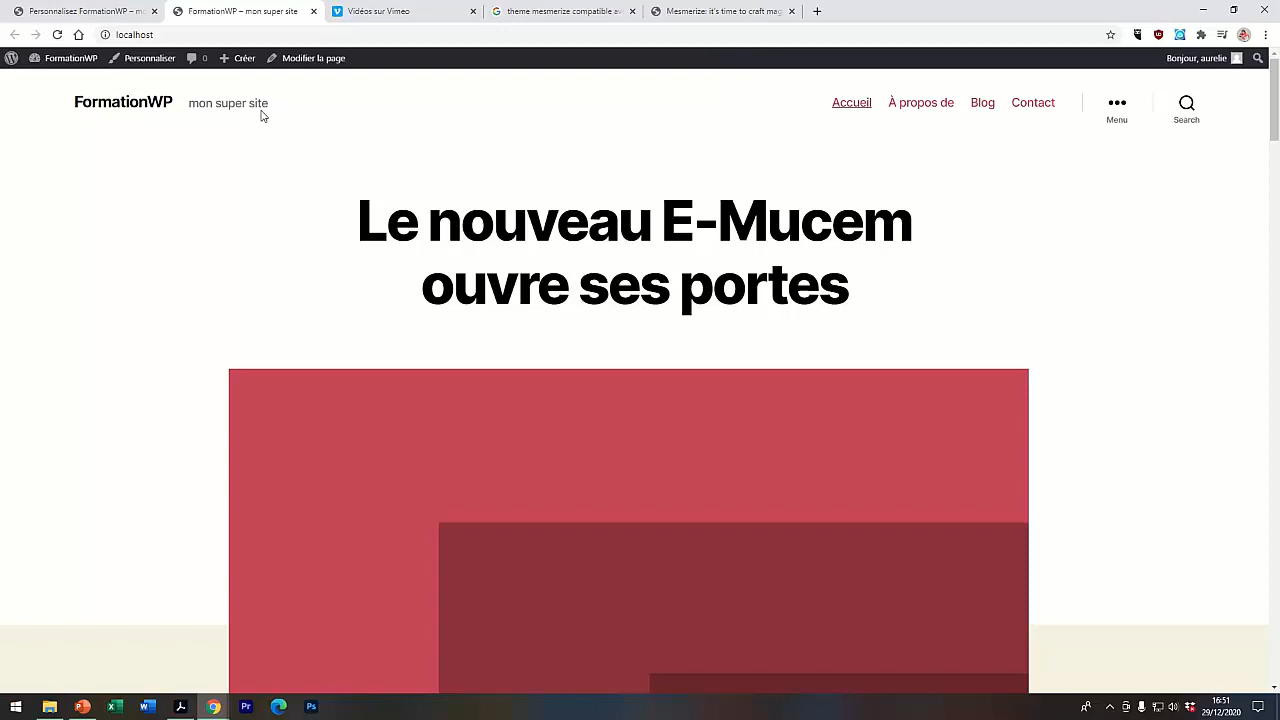 Personnalisez FormationWP – mo
FormationWP – mon super site
Vidéos sur Vimeo
theme mesmerize compatible av
Mesmerize: it's time to craft mag
localhost
FormationWP
Personnaliser
0
Créer
Modifier la page
Bonjour, aurelie
FormationWP
mon super site
Accueil
À propos de
Blog
Contact
Menu
Search
Le nouveau E-Mucem
ouvre ses portes
16:51
29/12/2020